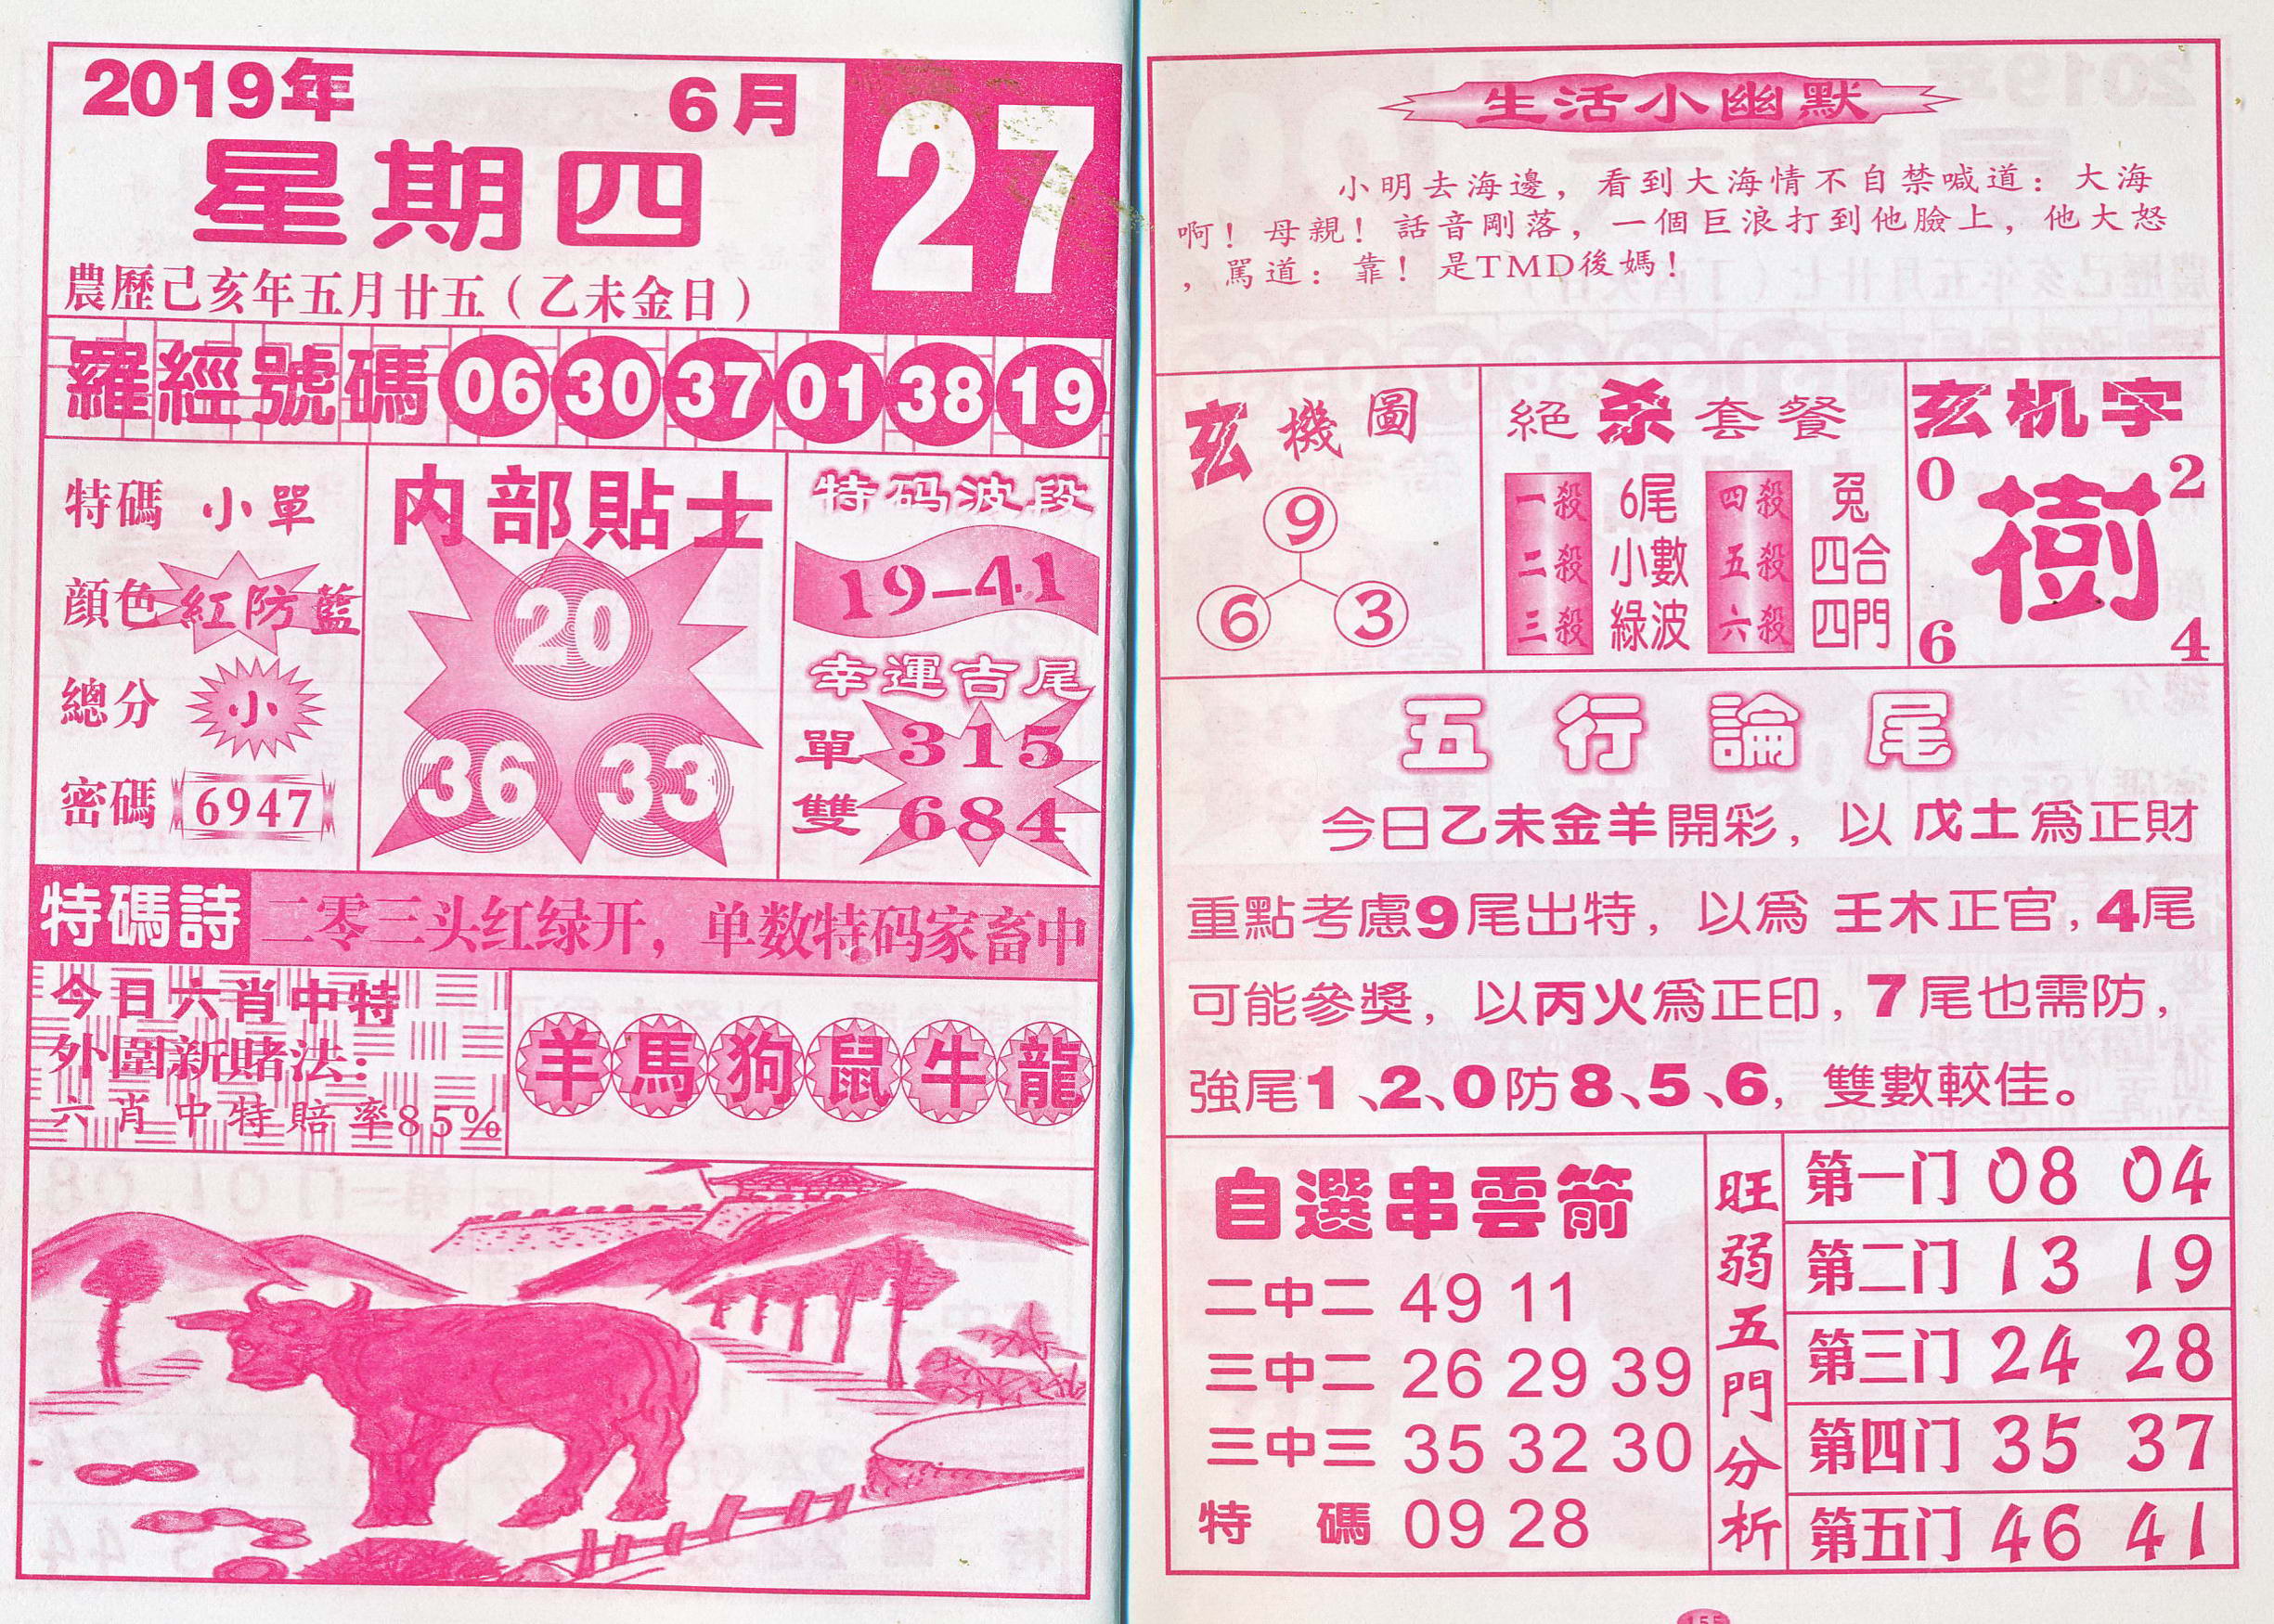 2019年 6月 27
星期四
農歷己亥年五月廿五（乙未金日）
羅經號碼 06 30 37 01 38 19
特碼 小單
顔色 紅防藍
總分 小
密碼 6947
内部貼士
20
36 33
特码波段
19-41
幸運吉尾
單 315
雙 684
特碼詩 二零三头红绿开，单数特码家畜中
今日六肖中特
外圍新賭法：
六肖中特賠率85%
羊 馬 狗 鼠 牛 龍
生活小幽默
小明去海邊，看到大海情不自禁喊道：大海
啊！母親！話音剛落，一個巨浪打到他臉上，他大怒
，罵道：靠！是TMD後媽！
玄機圖
9
6 3
絕杀套餐
一殺 6尾 四殺 兔
二殺 小數 五殺 四合
三殺 綠波 六殺 四門
玄机字
0 2
樹
6 4
五行論尾
今日乙未金羊開彩，以戊土爲正財
重點考慮9尾出特，以爲 壬木正官，4尾
可能參獎，以丙火爲正印，7尾也需防，
強尾1、2、0防8、5、6，雙數較佳。
自選串雲箭
二中二 49 11
三中二 26 29 39
三中三 35 32 30
特碼 09 28
旺弱五門分析
第一门 08 04
第二门 13 19
第三门 24 28
第四门 35 37
第五门 46 41
155